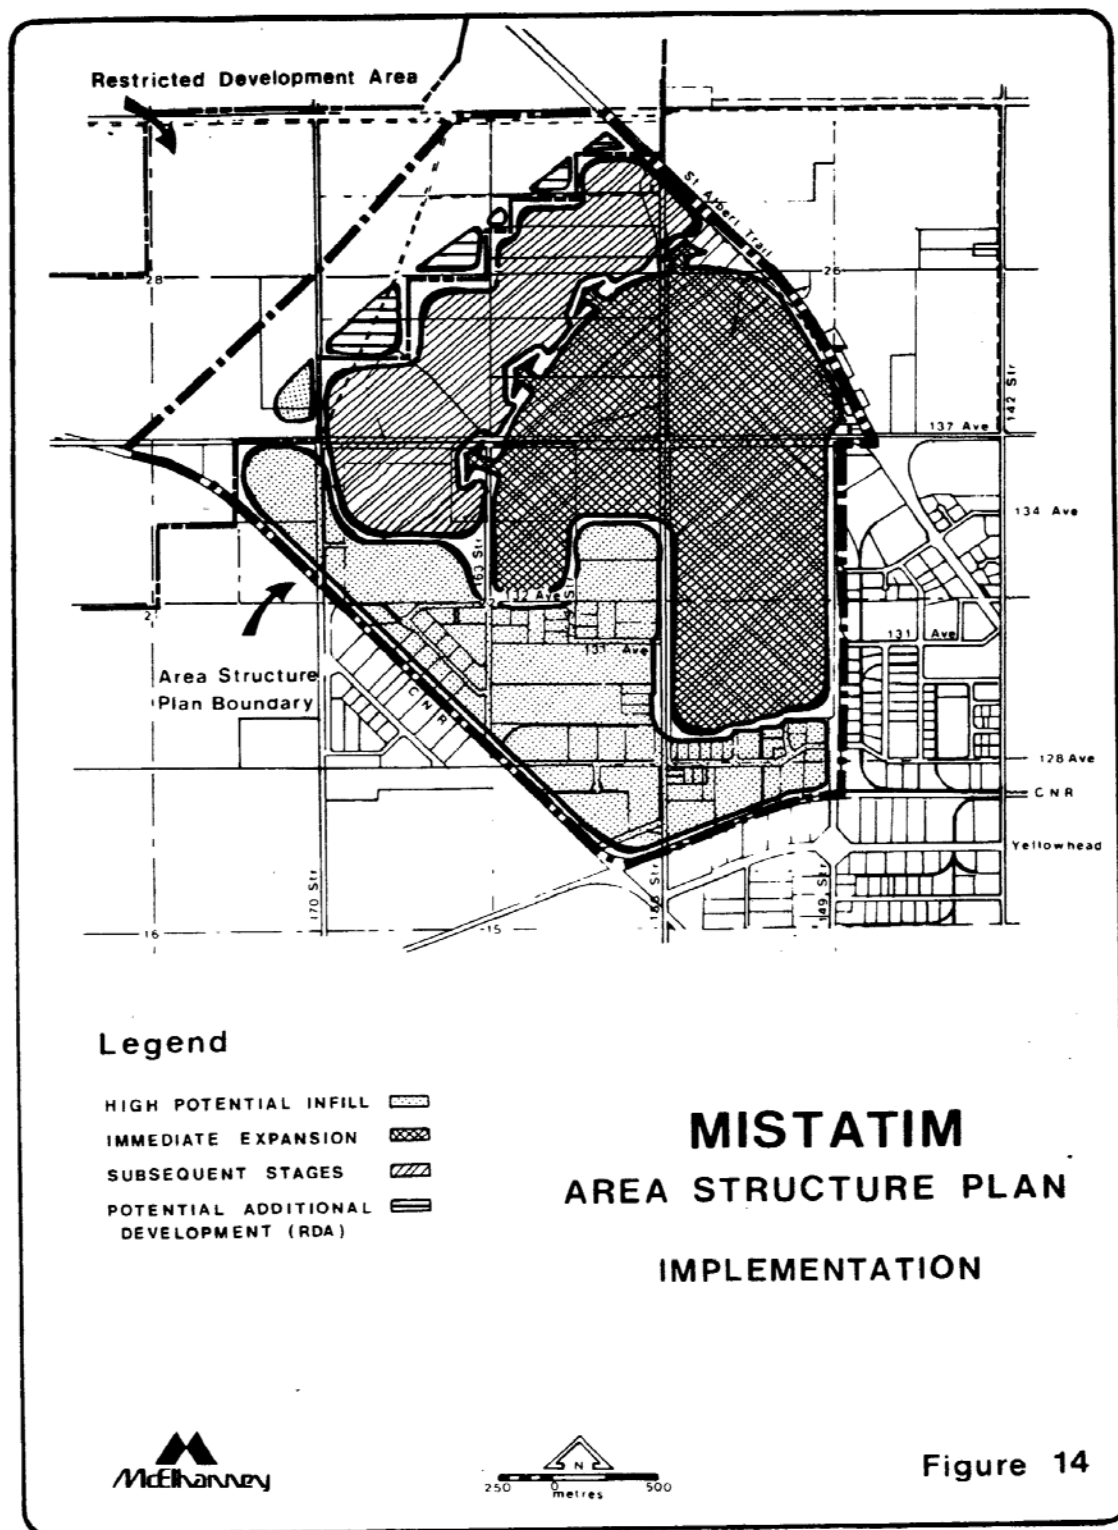 Restricted Development Area
St Albert Trail
28
26
142 Str
137 Ave
134 Ave
163 Str
132 Ave
131 Ave
131 Ave
Area Structure
Plan Boundary
CNR
128 Ave
CNR
Yellowhead
170 Str
149 Str
16
15
Legend
HIGH POTENTIAL INFILL
IMMEDIATE EXPANSION
SUBSEQUENT STAGES
POTENTIAL ADDITIONAL
DEVELOPMENT (RDA)
MISTATIM
AREA STRUCTURE PLAN
IMPLEMENTATION
McElhanney
N
250 0 500
metres
Figure 14